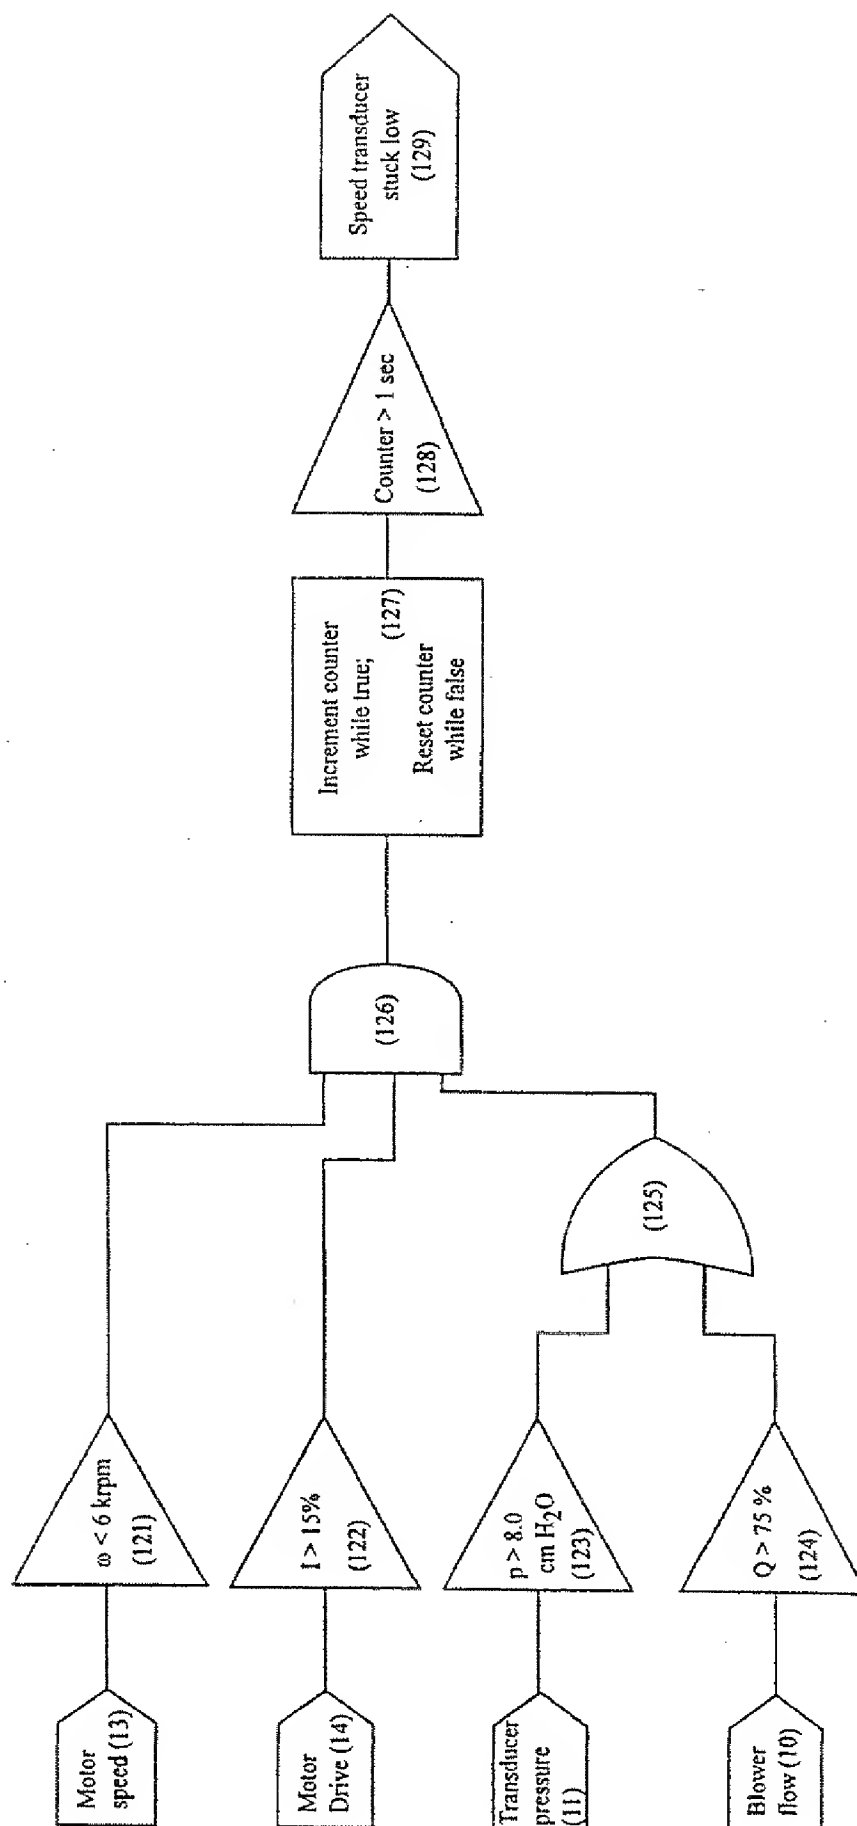 Motor
speed (13)
ω < 6 krpm
(121)
Motor
Drive (14)
I > 15%
(122)
Transducer
pressure
(11)
p > 8.0
cm H₂O
(123)
Blower
flow (10)
Q > 75 %
(124)
(125)
(126)
Increment counter
while true;
(127)
Reset counter
while false
Counter > 1 sec
(128)
Speed transducer
stuck low
(129)